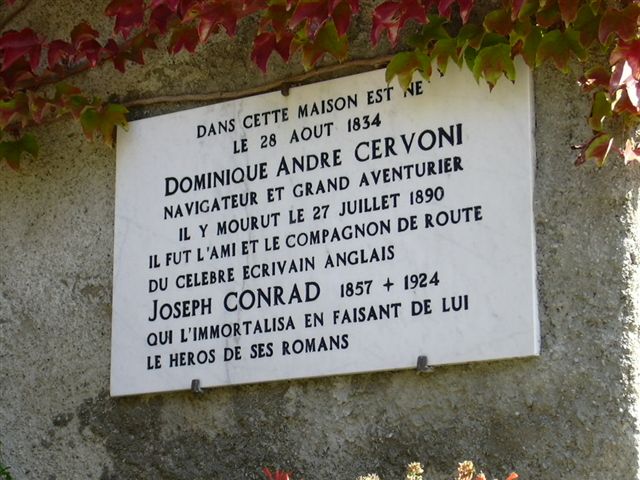 DANS CETTE MAISON EST NE
LE 28 AOUT 1834
DOMINIQUE ANDRE CERVONI
NAVIGATEUR ET GRAND AVENTURIER
IL Y MOURUT LE 27 JUILLET 1890
IL FUT L'AMI ET LE COMPAGNON DE ROUTE
DU CELEBRE ECRIVAIN ANGLAIS
JOSEPH CONRAD 1857 + 1924
QUI L'IMMORTALISA EN FAISANT DE LUI
LE HEROS DE SES ROMANS